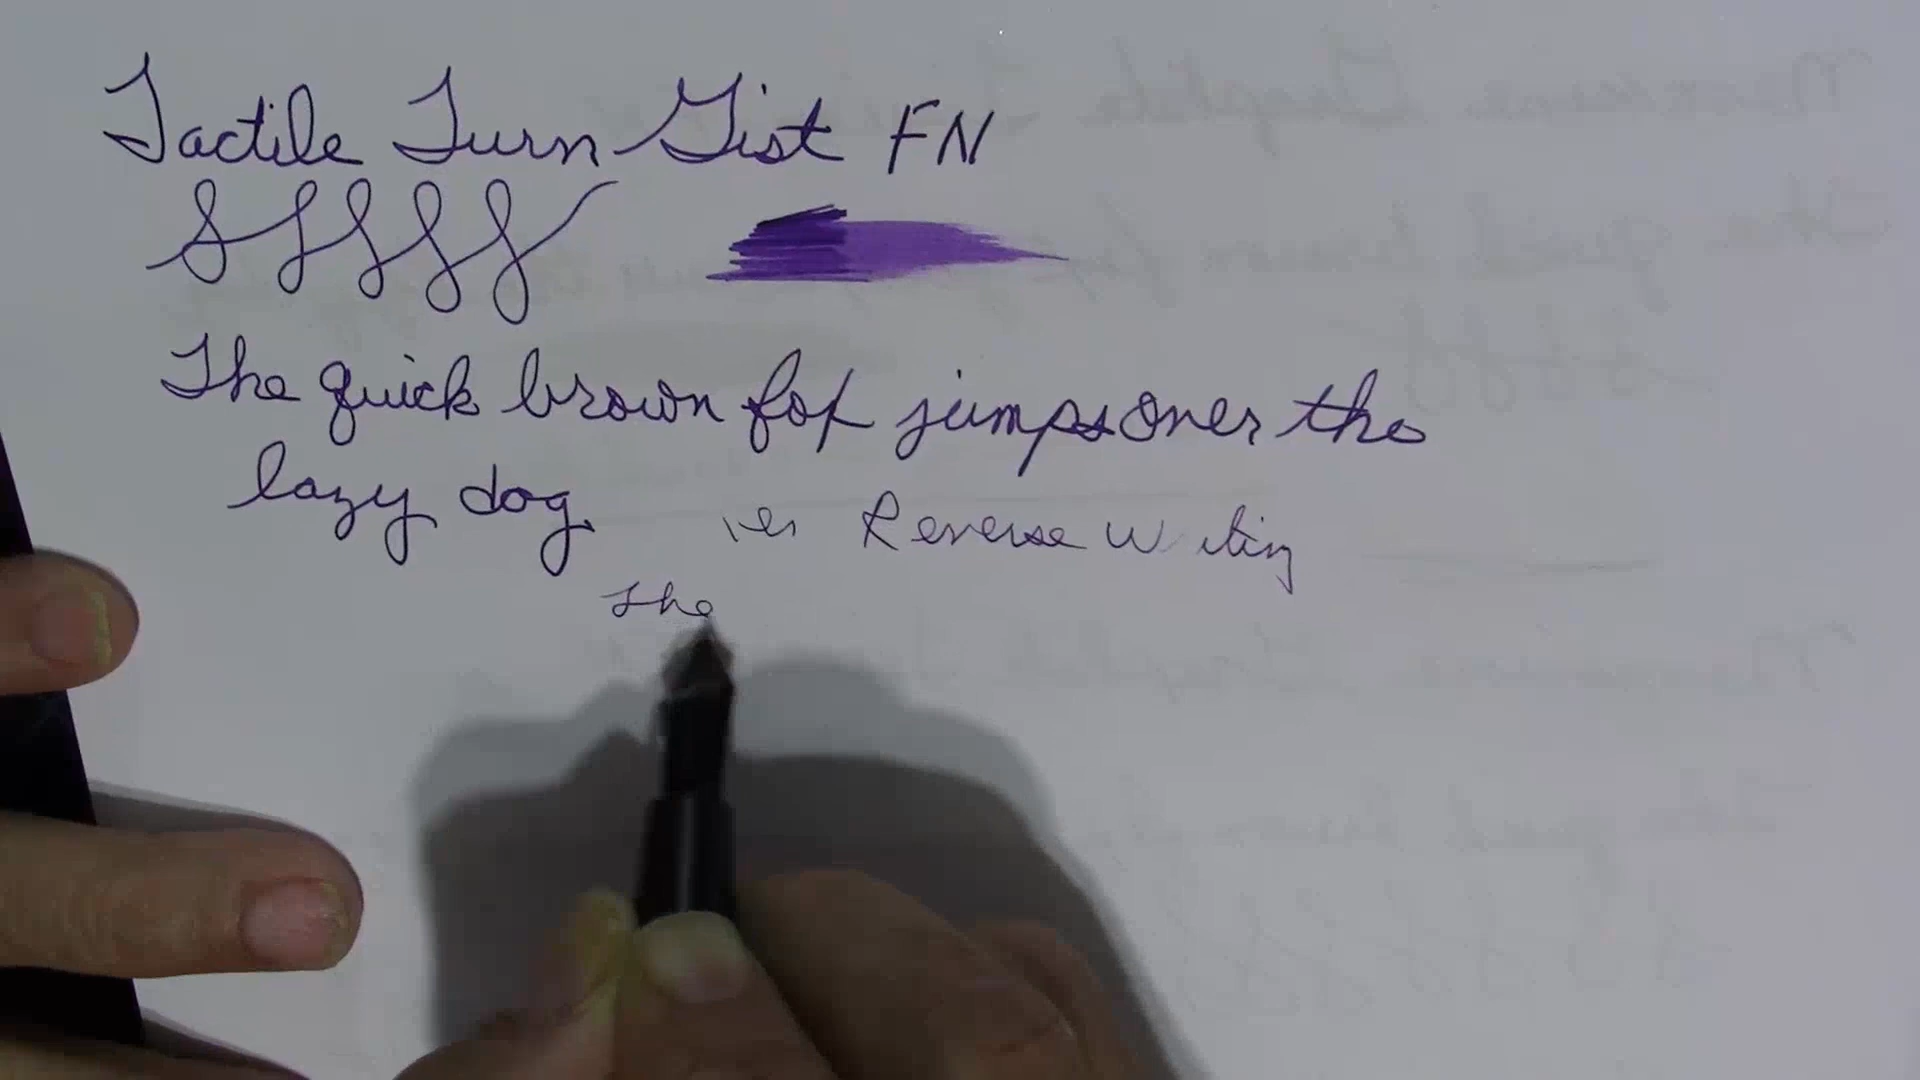 Tactile Turn Gist FN
The quick brown fox jumps over the
lazy dog.
Reverse Writing
The